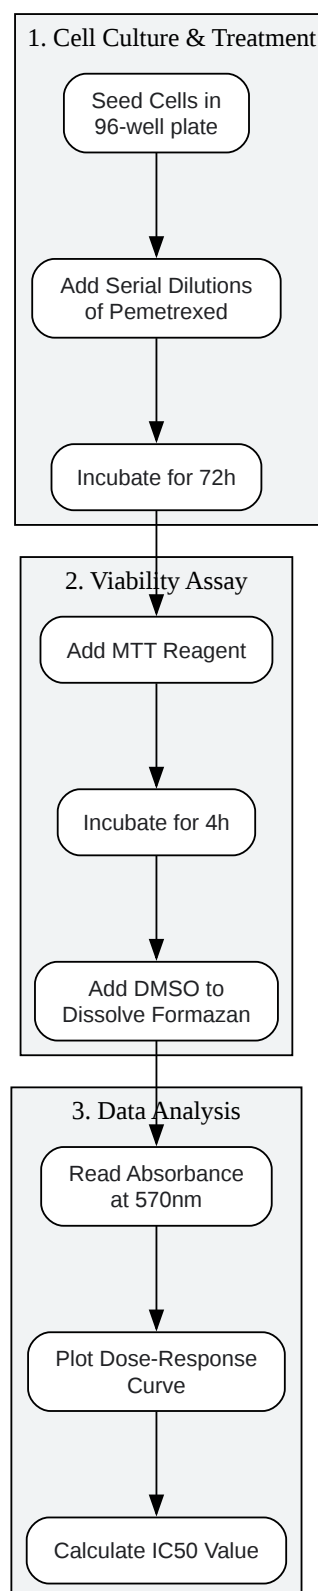 1. Cell Culture & Treatment
Seed Cells in
96-well plate
Add Serial Dilutions
of Pemetrexed
Incubate for 72h
2. Viability Assay
Add MTT Reagent
Incubate for 4h
Add DMSO to
Dissolve Formazan
3. Data Analysis
Read Absorbance
at 570nm
Plot Dose-Response
Curve
Calculate IC50 Value